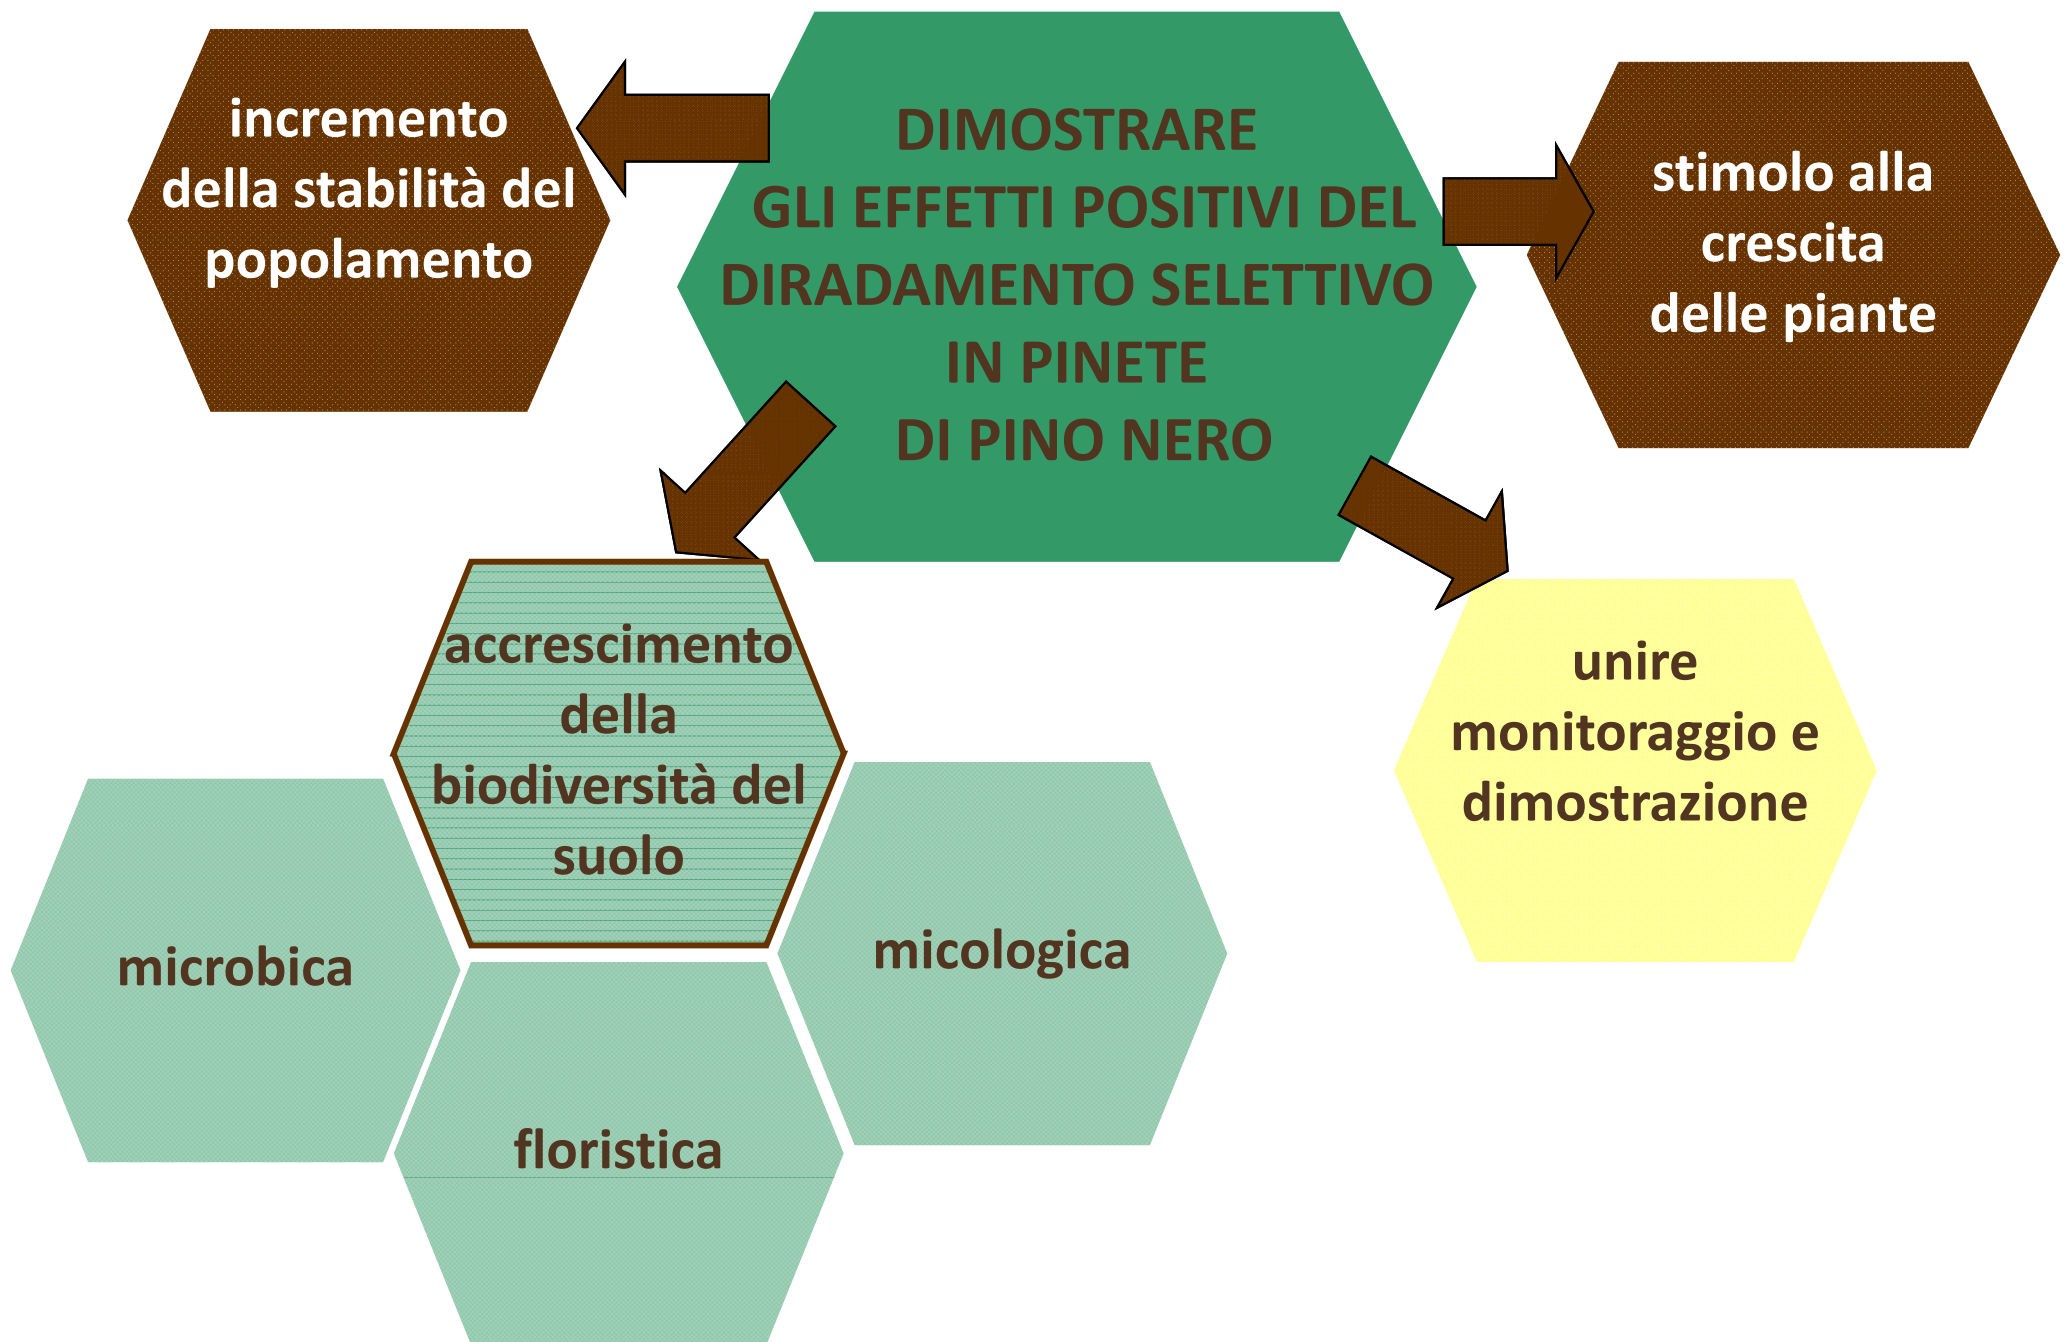 incremento
della stabilità del
popolamento
DIMOSTRARE
GLI EFFETTI POSITIVI DEL
DIRADAMENTO SELETTIVO
IN PINETE
DI PINO NERO
stimolo alla
crescita
delle piante
accrescimento
della
biodiversità del
suolo
unire
monitoraggio e
dimostrazione
microbica
micologica
floristica